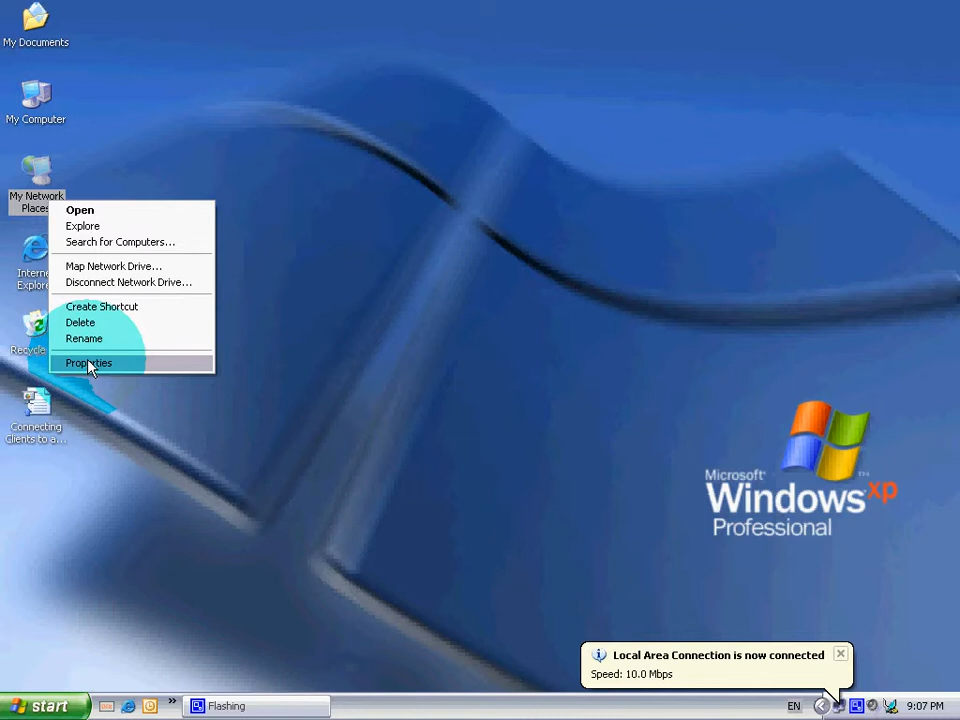 My Documents
My Computer
My Network
Places
Open
Explore
Search for Computers...
Map Network Drive...
Disconnect Network Drive...
Create Shortcut
Delete
Rename
Properties
Connecting
Clients to a...
Microsoft®
Windows xp
Professional
Local Area Connection is now connected
Speed: 10.0 Mbps
start
Flashing
EN
9:07 PM